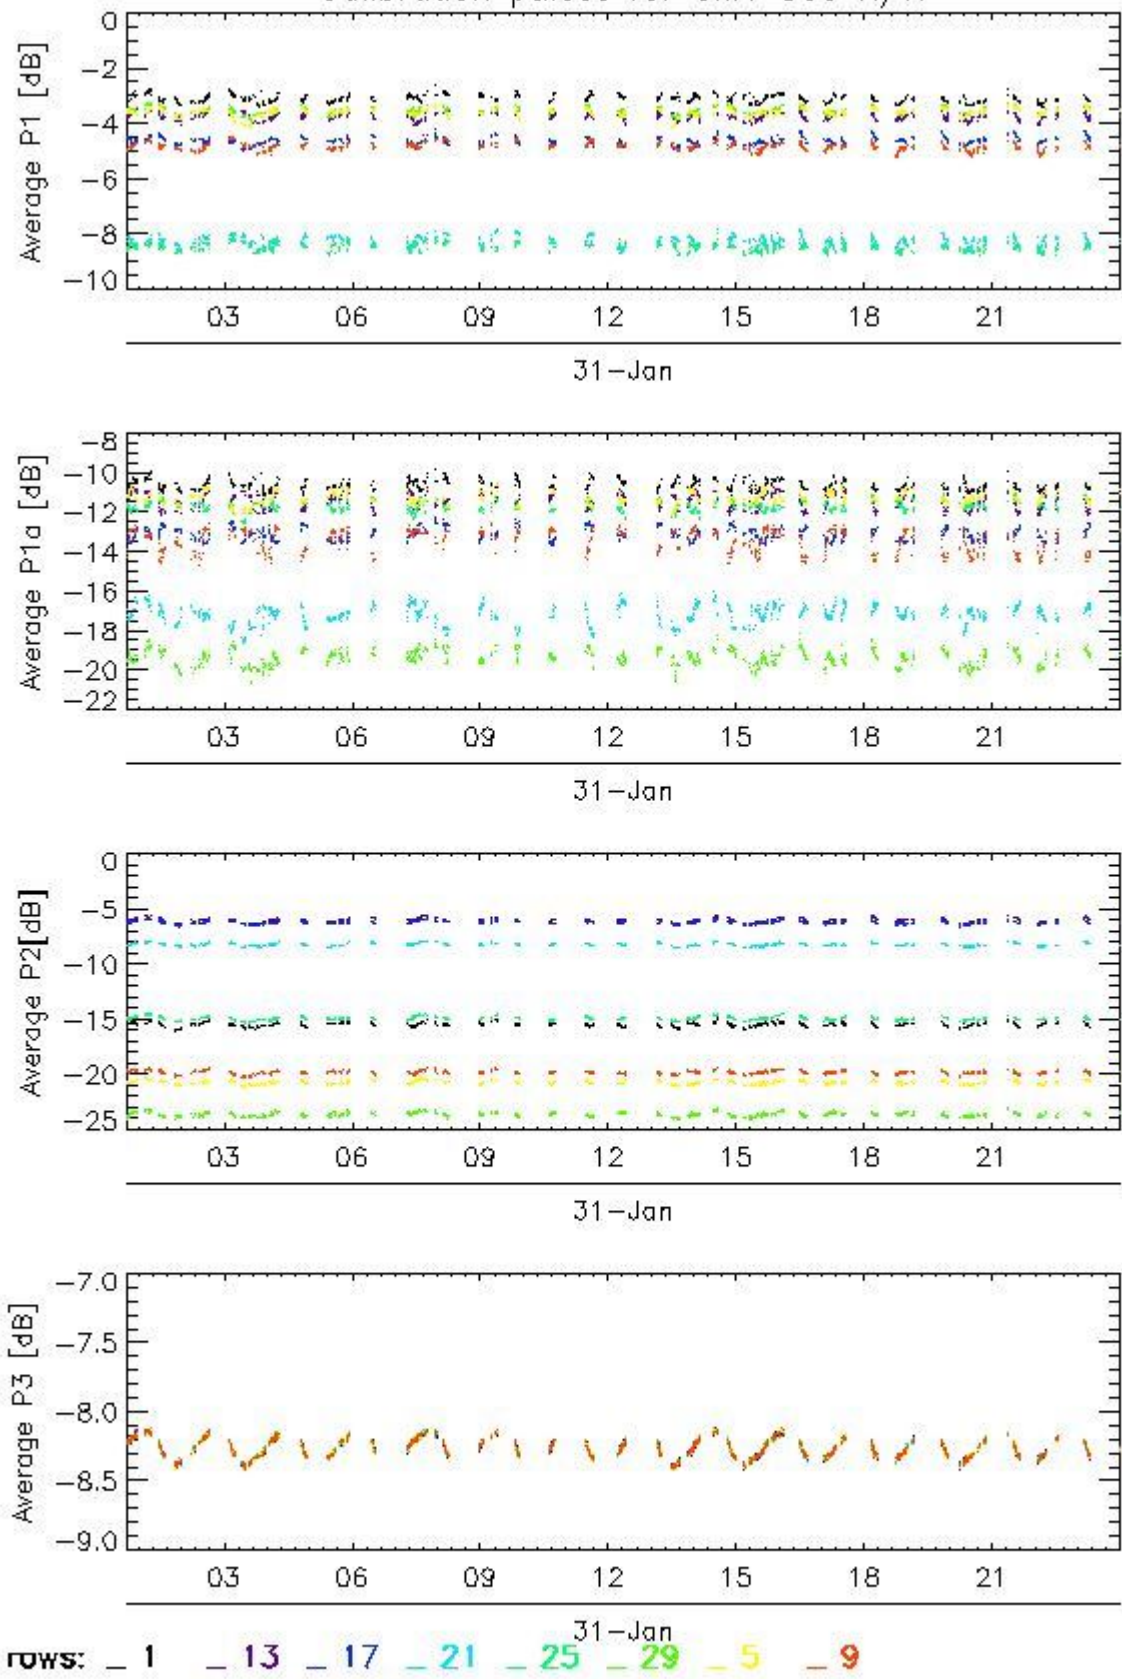 Average P1 [dB]
0
−2
−4
−6
−8
−10
03 06 09 12 15 18 21
31−Jan
Average P1a [dB]
−8
−10
−12
−14
−16
−18
−20
−22
03 06 09 12 15 18 21
31−Jan
Average P2[dB]
0
−5
−10
−15
−20
−25
03 06 09 12 15 18 21
31−Jan
Average P3 [dB]
−7.0
−7.5
−8.0
−8.5
−9.0
03 06 09 12 15 18 21
31−Jan
rows: _ 1 _ 13 _ 17 _ 21 _ 25 _ 29 _ 5 _ 9